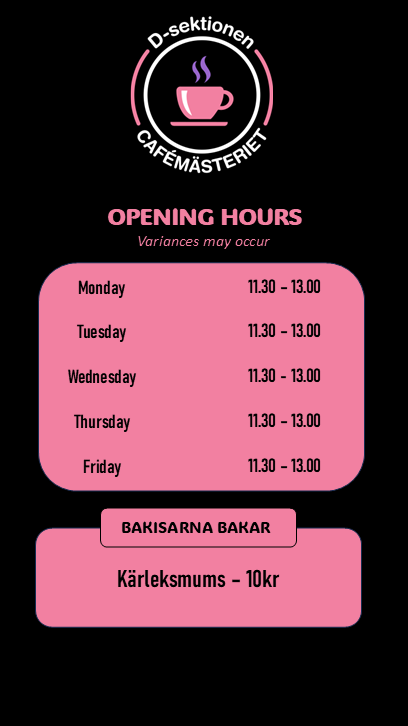 D-sektionen
CAFÉMÄSTERIET
OPENING HOURS
Variances may occur
Monday 11.30 - 13.00
Tuesday 11.30 - 13.00
Wednesday 11.30 - 13.00
Thursday 11.30 - 13.00
Friday 11.30 - 13.00
BAKISARNA BAKAR
Kärleksmums - 10kr